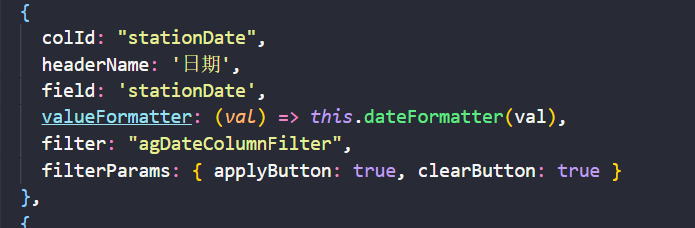 {
colId: "stationDate",
headerName: '日期',
field: 'stationDate',
valueFormatter: (val) => this.dateFormatter(val),
filter: "agDateColumnFilter",
filterParams: { applyButton: true, clearButton: true }
},
{